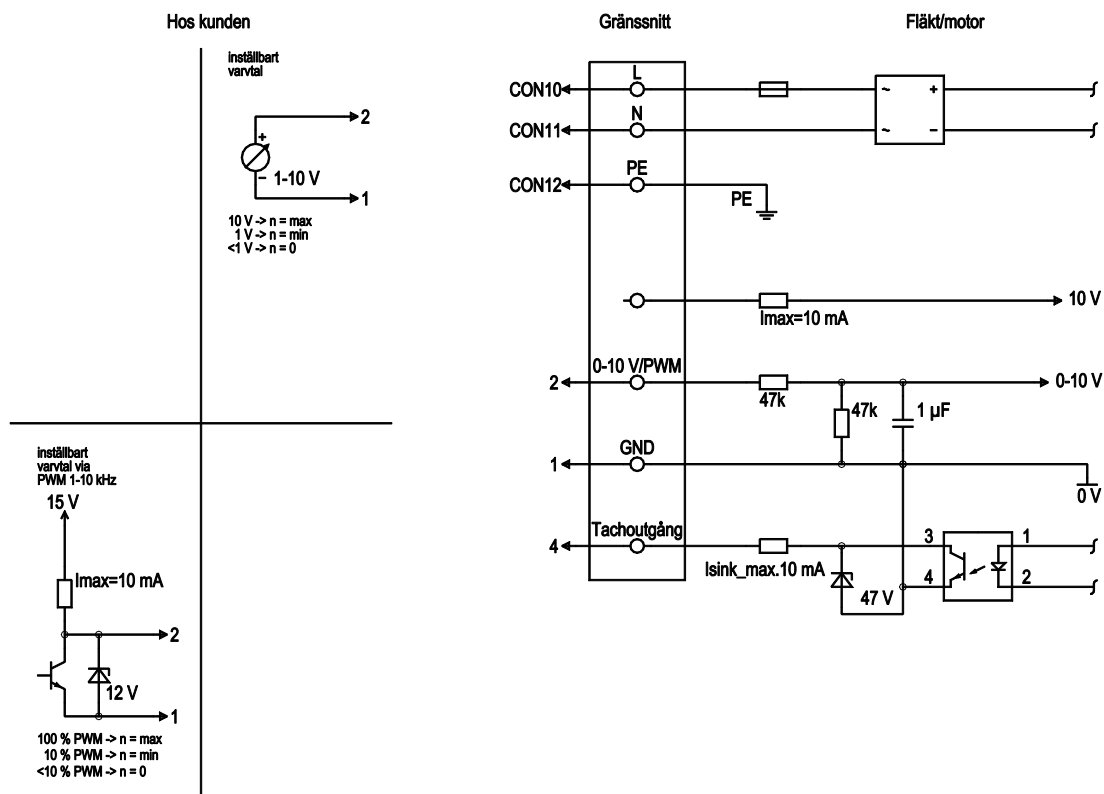 Hos kunden
Gränssnitt
Fläkt/motor
inställbart
varvtal
2
+
–
1-10 V
1
10 V -> n = max
1 V -> n = min
<1 V -> n = 0
inställbart
varvtal via
PWM 1-10 kHz
15 V
Imax=10 mA
2
12 V
1
100 % PWM -> n = max
10 % PWM -> n = min
<10 % PWM -> n = 0
L
CON10
~
+
N
CON11
~
–
PE
CON12
PE
10 V
Imax=10 mA
0-10 V/PWM
2
0-10 V
47k
47k
1 µF
GND
1
0 V
Tachoutgång
4
3
1
Isink_max.10 mA
4
2
47 V